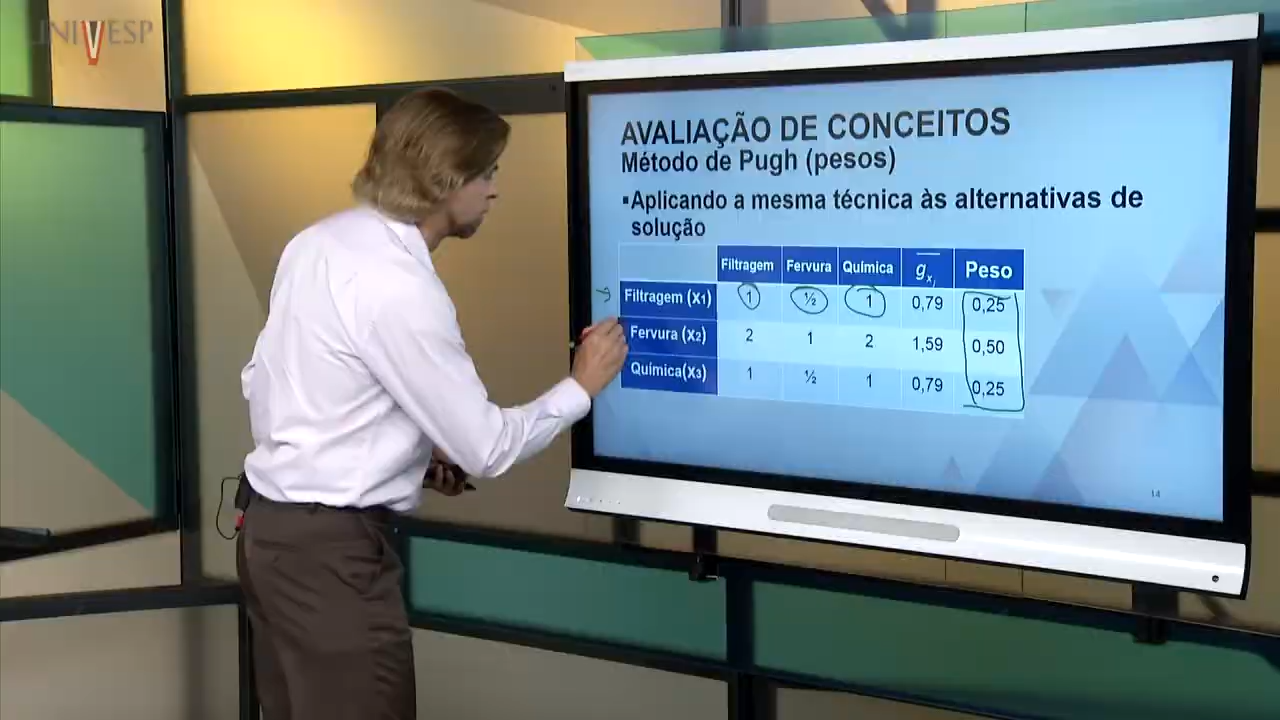 UNIVESP
AVALIAÇÃO DE CONCEITOS
Método de Pugh (pesos)
▪Aplicando a mesma técnica às alternativas de
solução
Filtragem Fervura Química g xi Peso
Filtragem (x1) 1 ½ 1 0,79 0,25
Fervura (x2) 2 1 2 1,59 0,50
Química(x3) 1 ½ 1 0,79 0,25
14